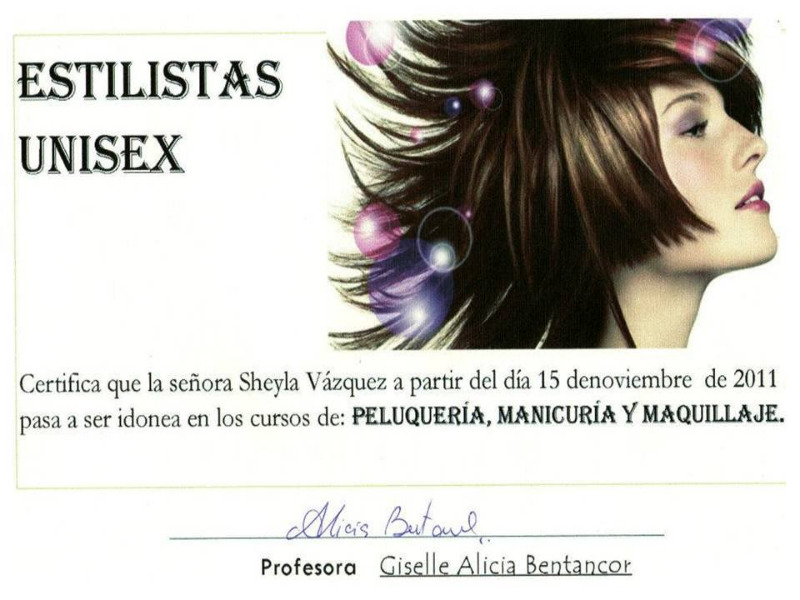 ESTILISTAS
UNISEX
Certifica que la señora Sheyla Vázquez a partir del día 15 denoviembre de 2011
pasa a ser idonea en los cursos de: PELUQUERÍA, MANICURÍA Y MAQUILLAJE.
Alicia Bentancor
Profesora Giselle Alicia Bentancor